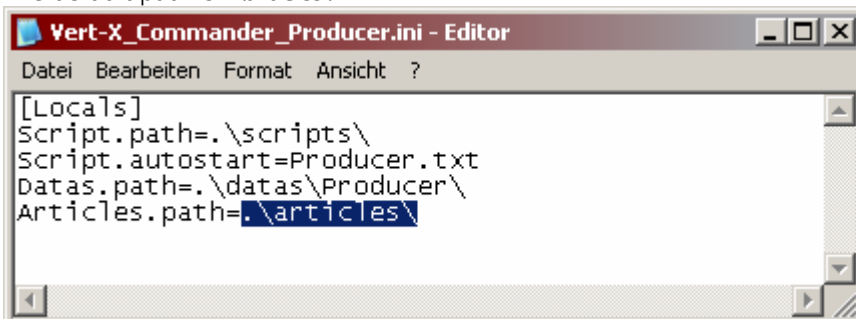 Vert-X_Commander_Producer.ini - Editor
Datei Bearbeiten Format Ansicht ?
[Locals]
Script.path=.\scripts\
Script.autostart=Producer.txt
Datas.path=.\datas\Producer\
Articles.path=.\articles\